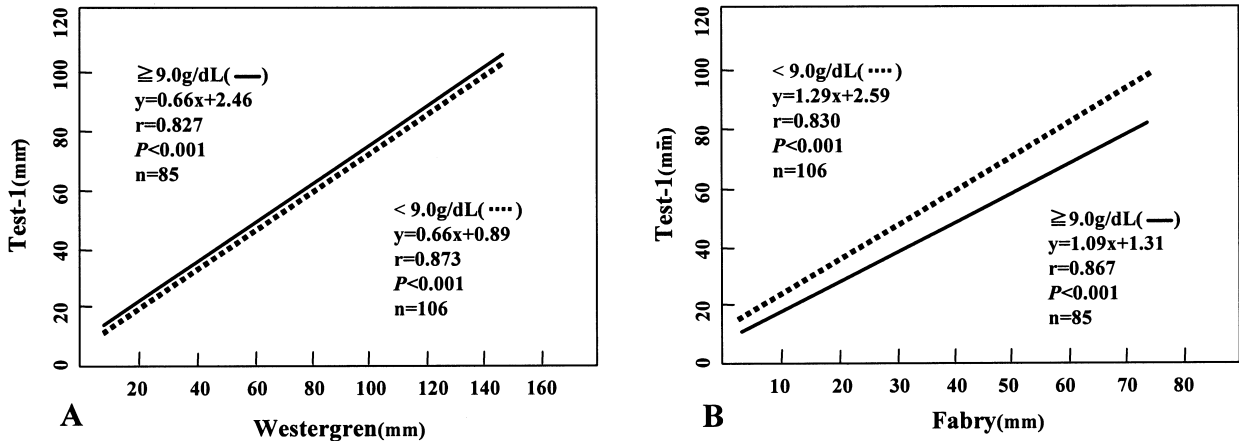 120
100
80
60
40
20
0
Test-1(mm)
≧9.0g/dL( — )
y=0.66x+2.46
r=0.827
P<0.001
n=85
< 9.0g/dL( ···· )
y=0.66x+0.89
r=0.873
P<0.001
n=106
20 40 60 80 100 120 140 160
A
Westergren(mm)
120
100
80
60
40
20
0
Test-1(mm)
< 9.0g/dL( ···· )
y=1.29x+2.59
r=0.830
P<0.001
n=106
≧9.0g/dL( — )
y=1.09x+1.31
r=0.867
P<0.001
n=85
10 20 30 40 50 60 70 80
B
Fabry(mm)